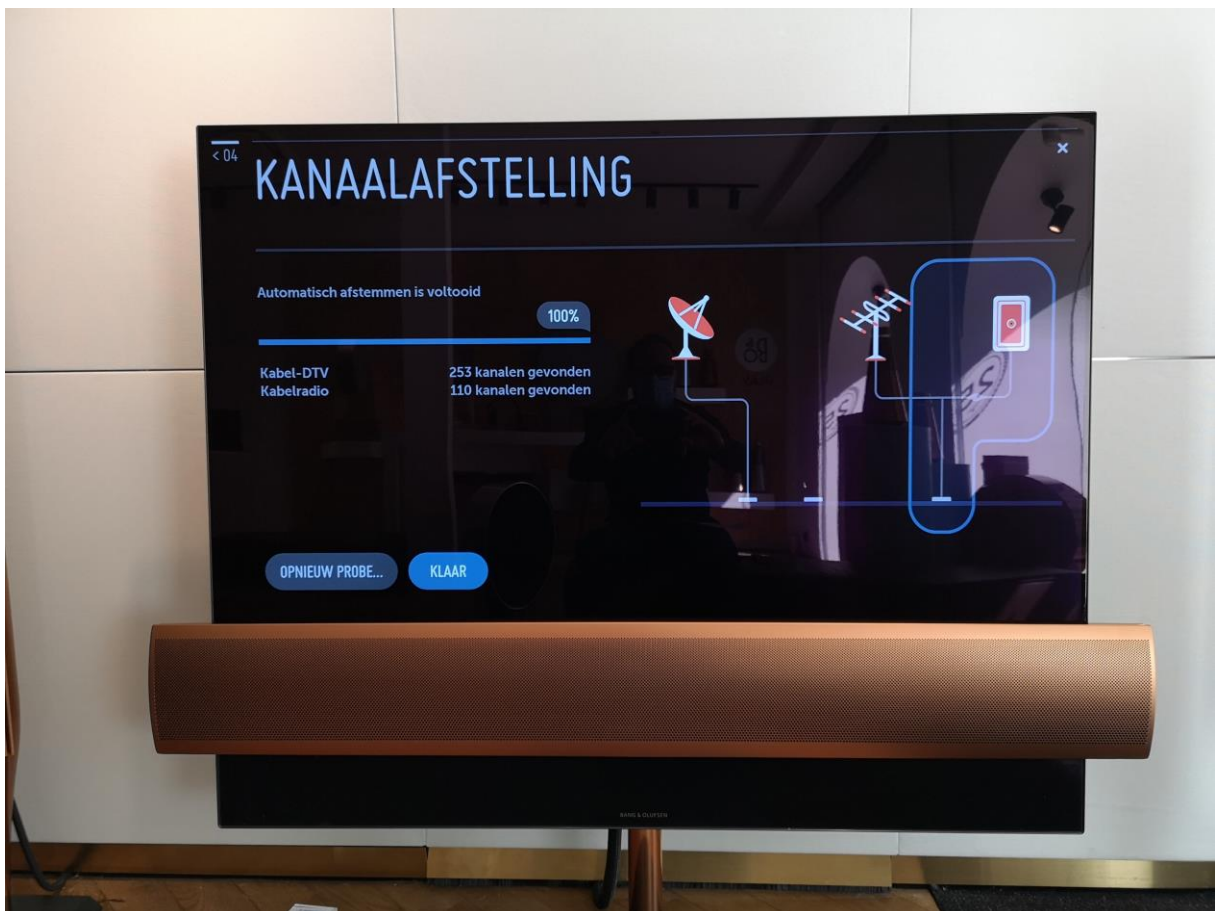 < 04
KANAALAFSTELLING
×
Automatisch afstemmen is voltooid
100%
Kabel-DTV 253 kanalen gevonden
Kabelradio 110 kanalen gevonden
OPNIEUW PROBE...
KLAAR
BANG & OLUFSEN